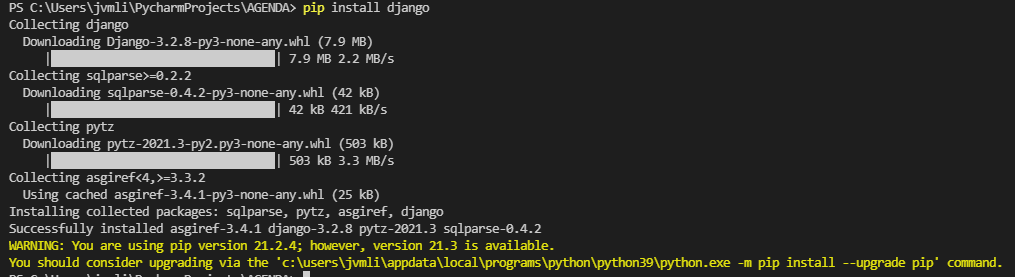 PS C:\Users\jvmli\PycharmProjects\AGENDA> pip install django
Collecting django
Downloading Django-3.2.8-py3-none-any.whl (7.9 MB)
|████████████████████████████████| 7.9 MB 2.2 MB/s
Collecting sqlparse>=0.2.2
Downloading sqlparse-0.4.2-py3-none-any.whl (42 kB)
|████████████████████████████████| 42 kB 421 kB/s
Collecting pytz
Downloading pytz-2021.3-py2.py3-none-any.whl (503 kB)
|████████████████████████████████| 503 kB 3.3 MB/s
Collecting asgiref<4,>=3.3.2
Using cached asgiref-3.4.1-py3-none-any.whl (25 kB)
Installing collected packages: sqlparse, pytz, asgiref, django
Successfully installed asgiref-3.4.1 django-3.2.8 pytz-2021.3 sqlparse-0.4.2
WARNING: You are using pip version 21.2.4; however, version 21.3 is available.
You should consider upgrading via the 'c:\users\jvmli\appdata\local\programs\python\python39\python.exe -m pip install --upgrade pip' command.
PS C:\Users\jvmli\PycharmProjects\AGENDA>